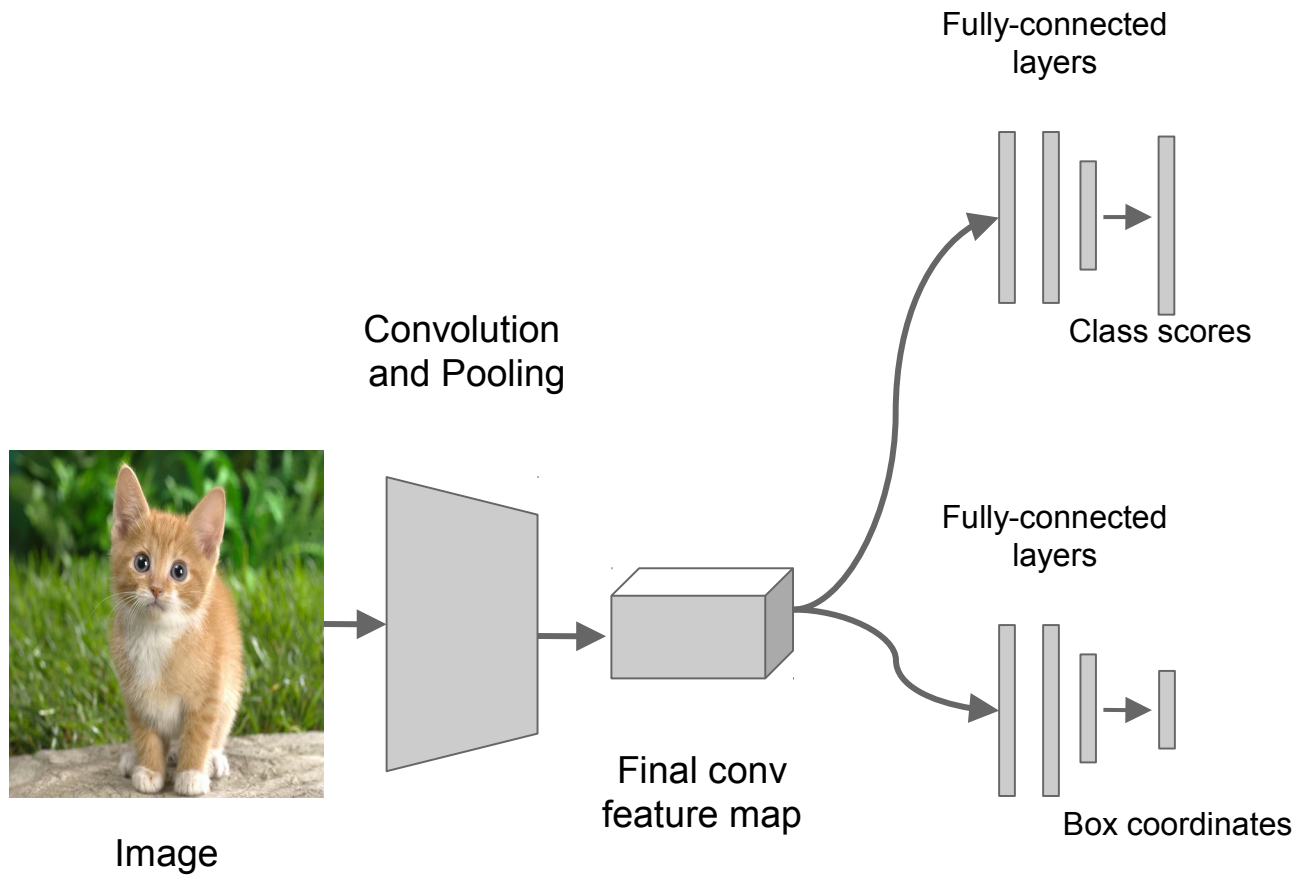 Fully-connected
layers
Class scores
Convolution
and Pooling
Fully-connected
layers
Final conv
feature map
Box coordinates
Image